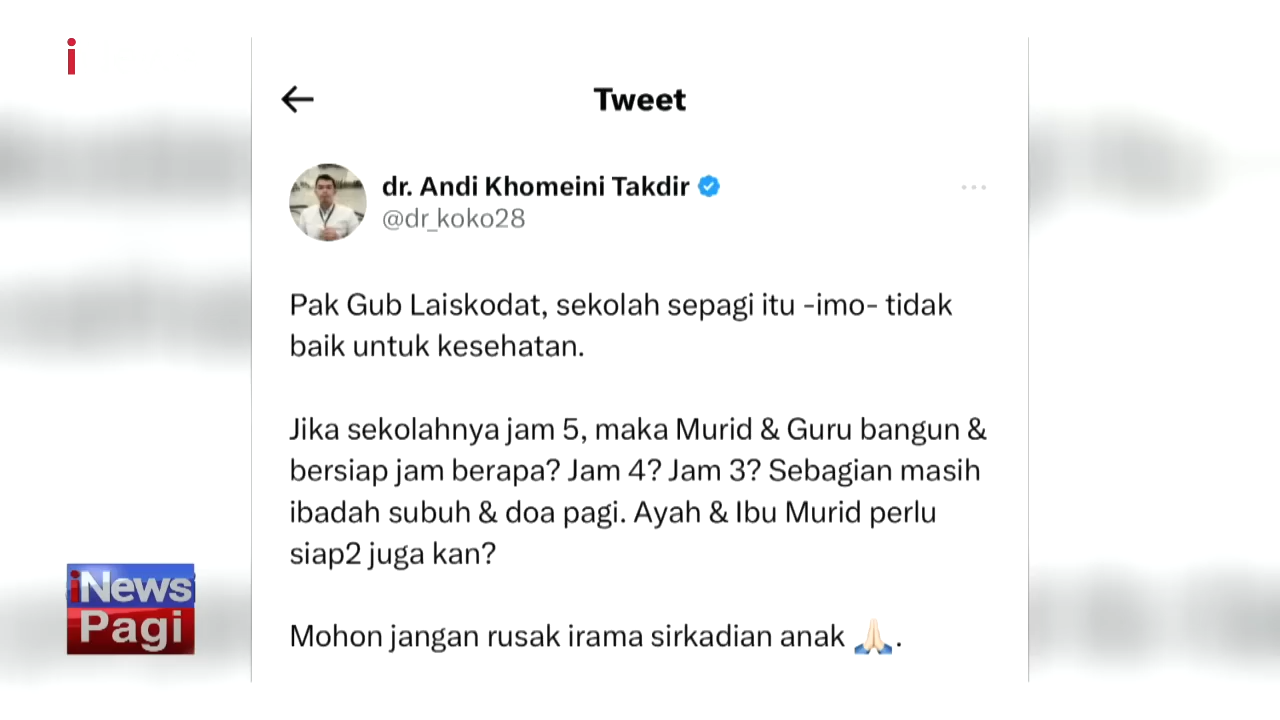 i
Tweet
dr. Andi Khomeini Takdir
@dr_koko28
Pak Gub Laiskodat, sekolah sepagi itu -imo- tidak
baik untuk kesehatan.
Jika sekolahnya jam 5, maka Murid & Guru bangun &
bersiap jam berapa? Jam 4? Jam 3? Sebagian masih
ibadah subuh & doa pagi. Ayah & Ibu Murid perlu
siap2 juga kan?
Mohon jangan rusak irama sirkadian anak 🙏🏻.
iNews
Pagi